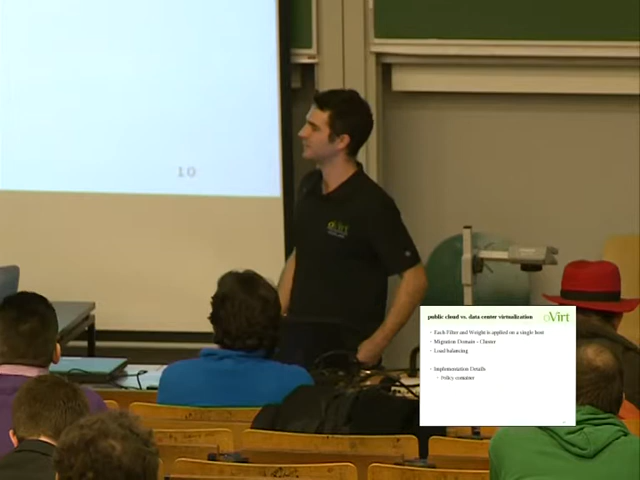 10
oVirt
public cloud vs. data center virtualization
oVirt
Each Filter and Weight is applied on a single host
Migration Domain - Cluster
Load balancing
Implementation Details
Policy container